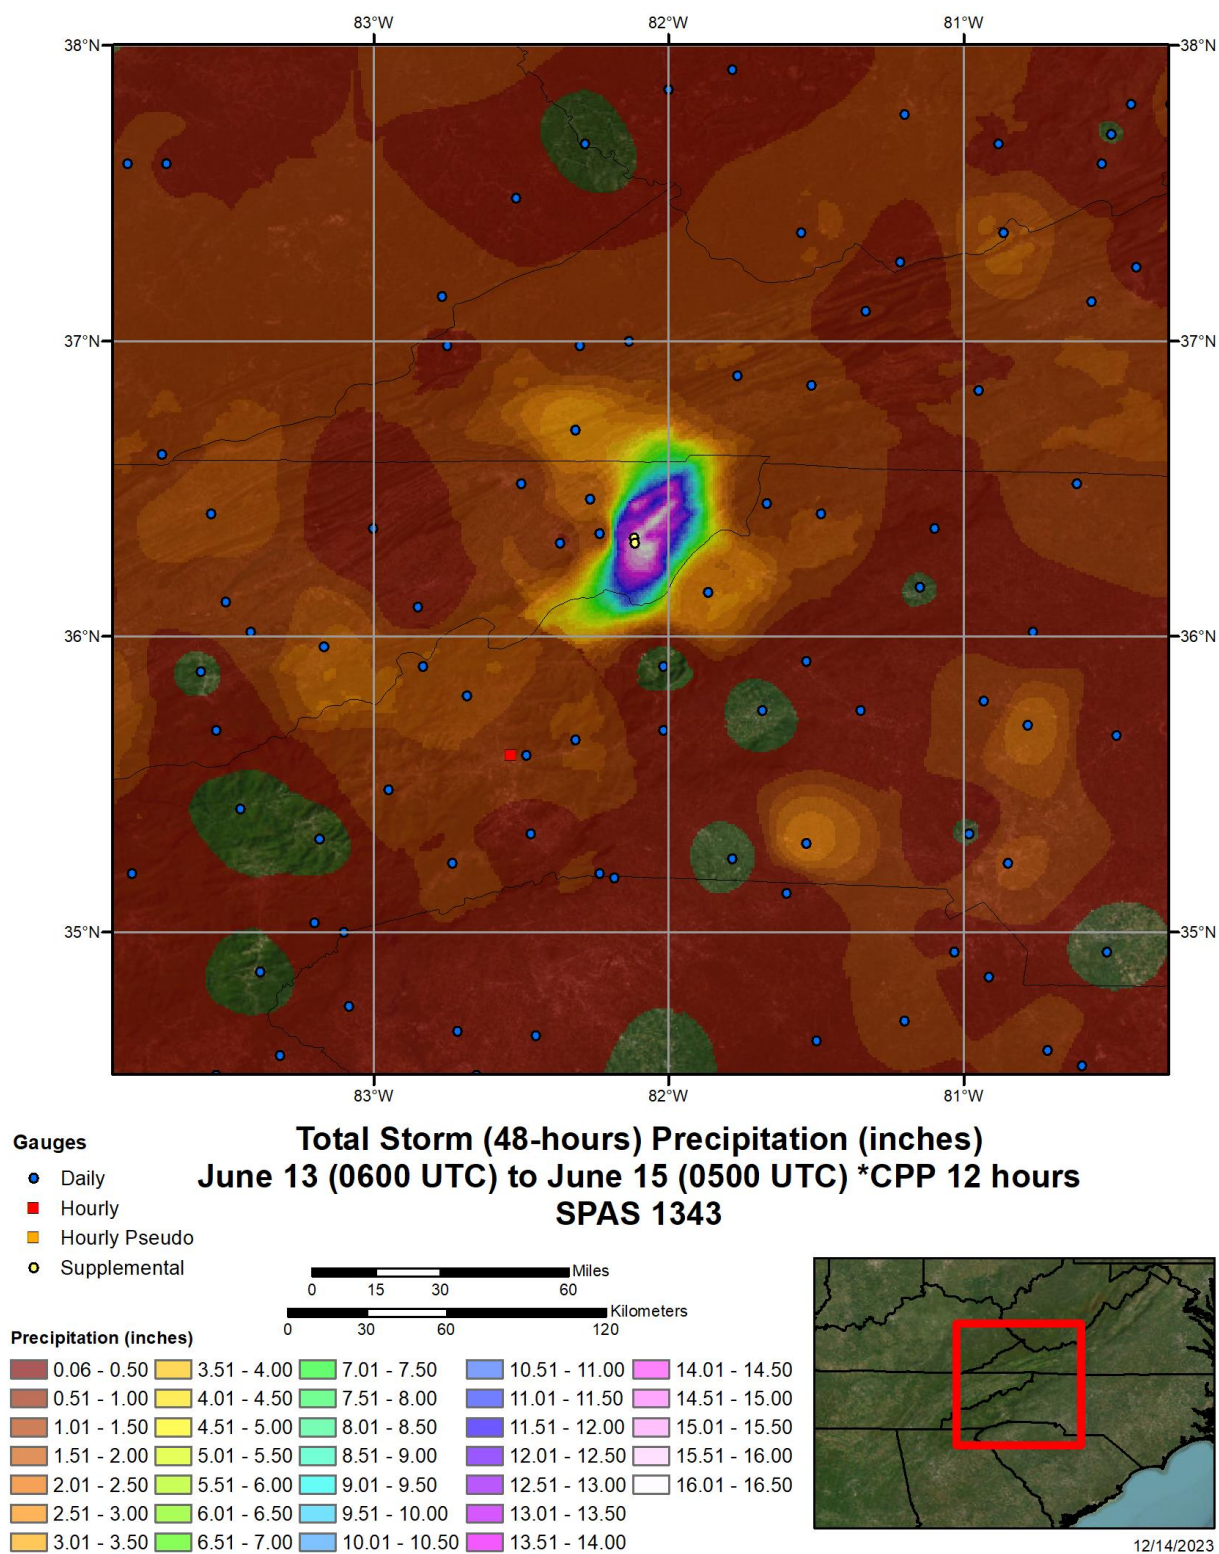 83°W 82°W 81°W
38°N 38°N
37°N 37°N
36°N 36°N
35°N 35°N
83°W 82°W 81°W
Total Storm (48-hours) Precipitation (inches)
June 13 (0600 UTC) to June 15 (0500 UTC) *CPP 12 hours
SPAS 1343
Gauges
Daily
Hourly
Hourly Pseudo
Supplemental
Miles
0 15 30 60
Kilometers
0 30 60 120
Precipitation (inches)
0.06 - 0.50 3.51 - 4.00 7.01 - 7.50 10.51 - 11.00 14.01 - 14.50
0.51 - 1.00 4.01 - 4.50 7.51 - 8.00 11.01 - 11.50 14.51 - 15.00
1.01 - 1.50 4.51 - 5.00 8.01 - 8.50 11.51 - 12.00 15.01 - 15.50
1.51 - 2.00 5.01 - 5.50 8.51 - 9.00 12.01 - 12.50 15.51 - 16.00
2.01 - 2.50 5.51 - 6.00 9.01 - 9.50 12.51 - 13.00 16.01 - 16.50
2.51 - 3.00 6.01 - 6.50 9.51 - 10.00 13.01 - 13.50
3.01 - 3.50 6.51 - 7.00 10.01 - 10.50 13.51 - 14.00
12/14/2023